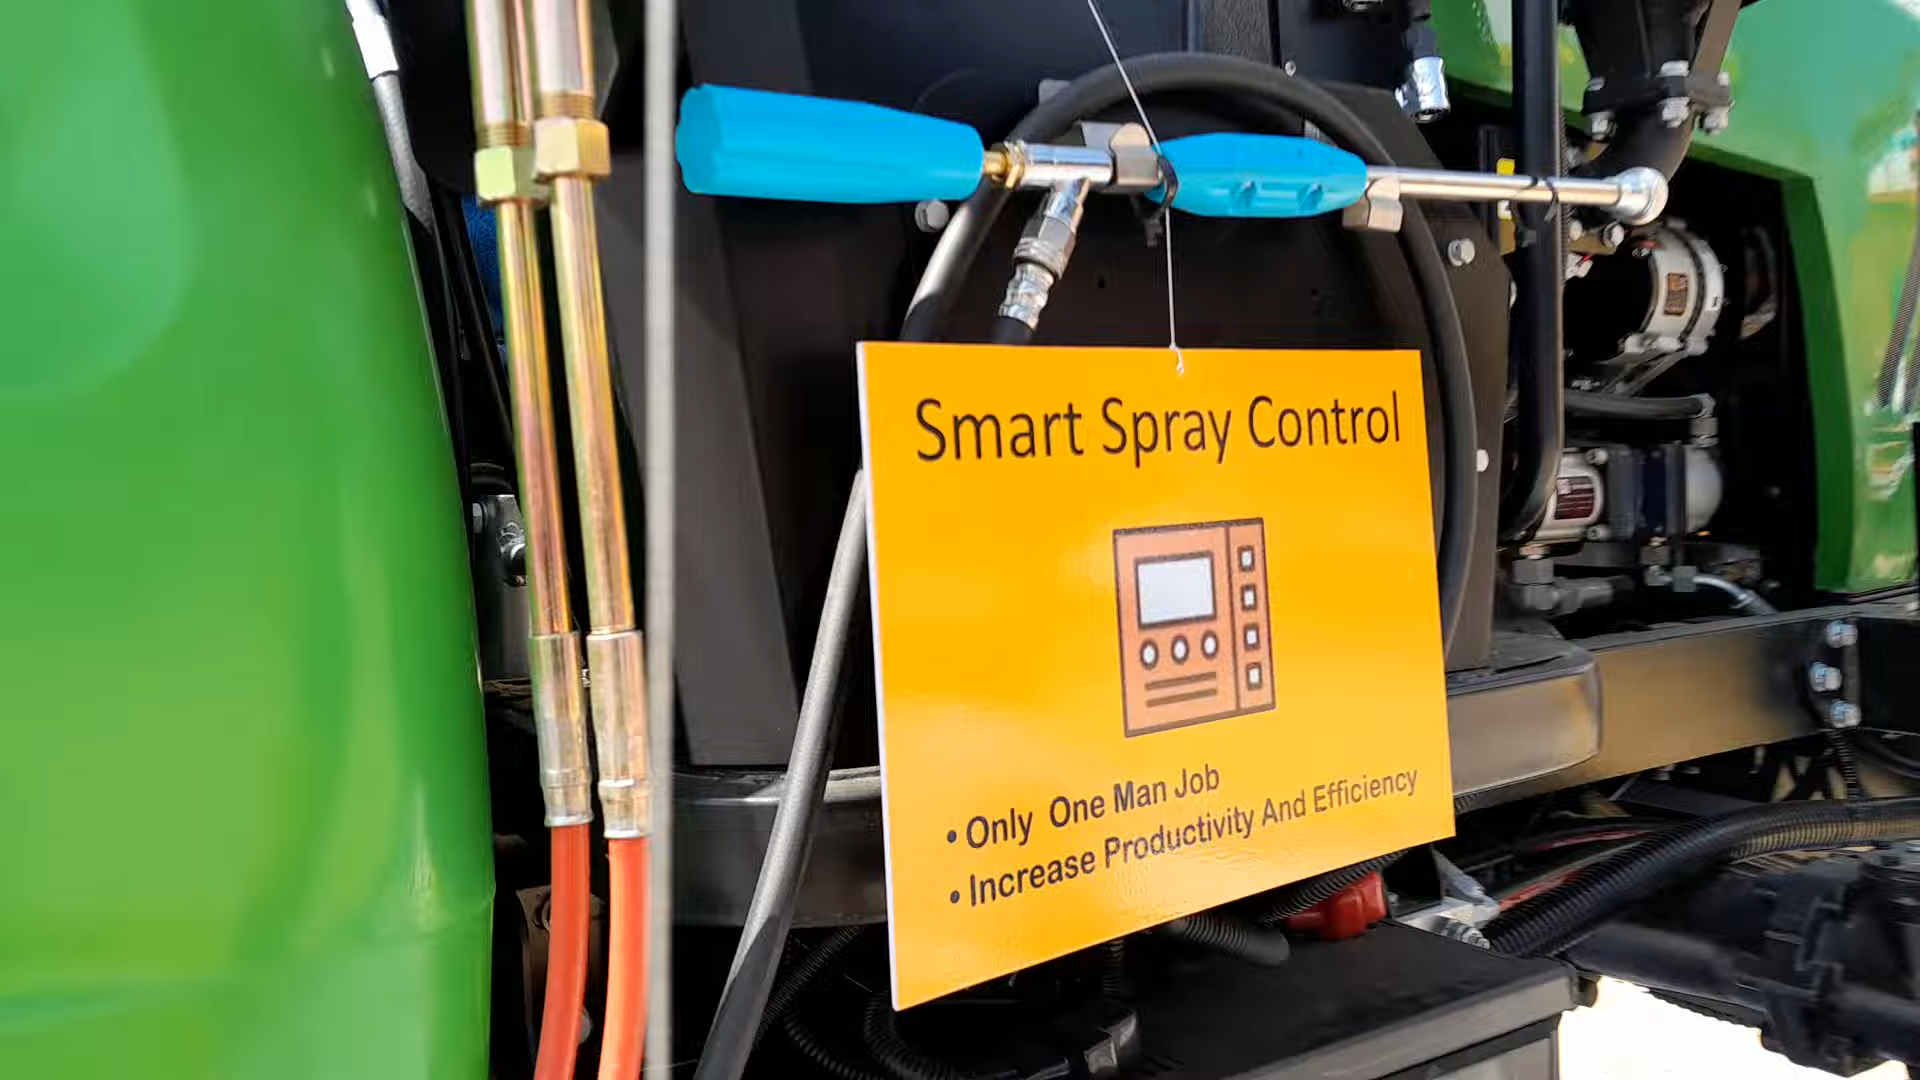 Smart Spray Control
• Only One Man Job
• Increase Productivity And Efficiency